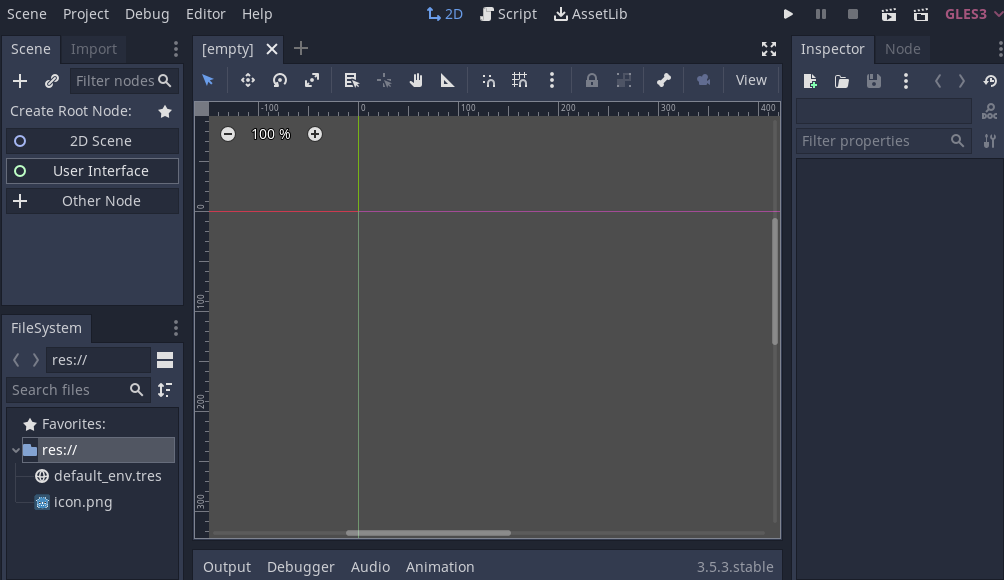 Scene Project Debug Editor Help 2D Script AssetLib GLES3
Scene Import [empty] Inspector Node
Filter nodes View
Create Root Node:
-100 0 100 200 300 400
100 %
2D Scene
Filter properties
User Interface
Other Node
0
100
200
300
DOC
FileSystem
res://
Search files
Favorites:
res://
default_env.tres
icon.png
Output Debugger Audio Animation 3.5.3.stable